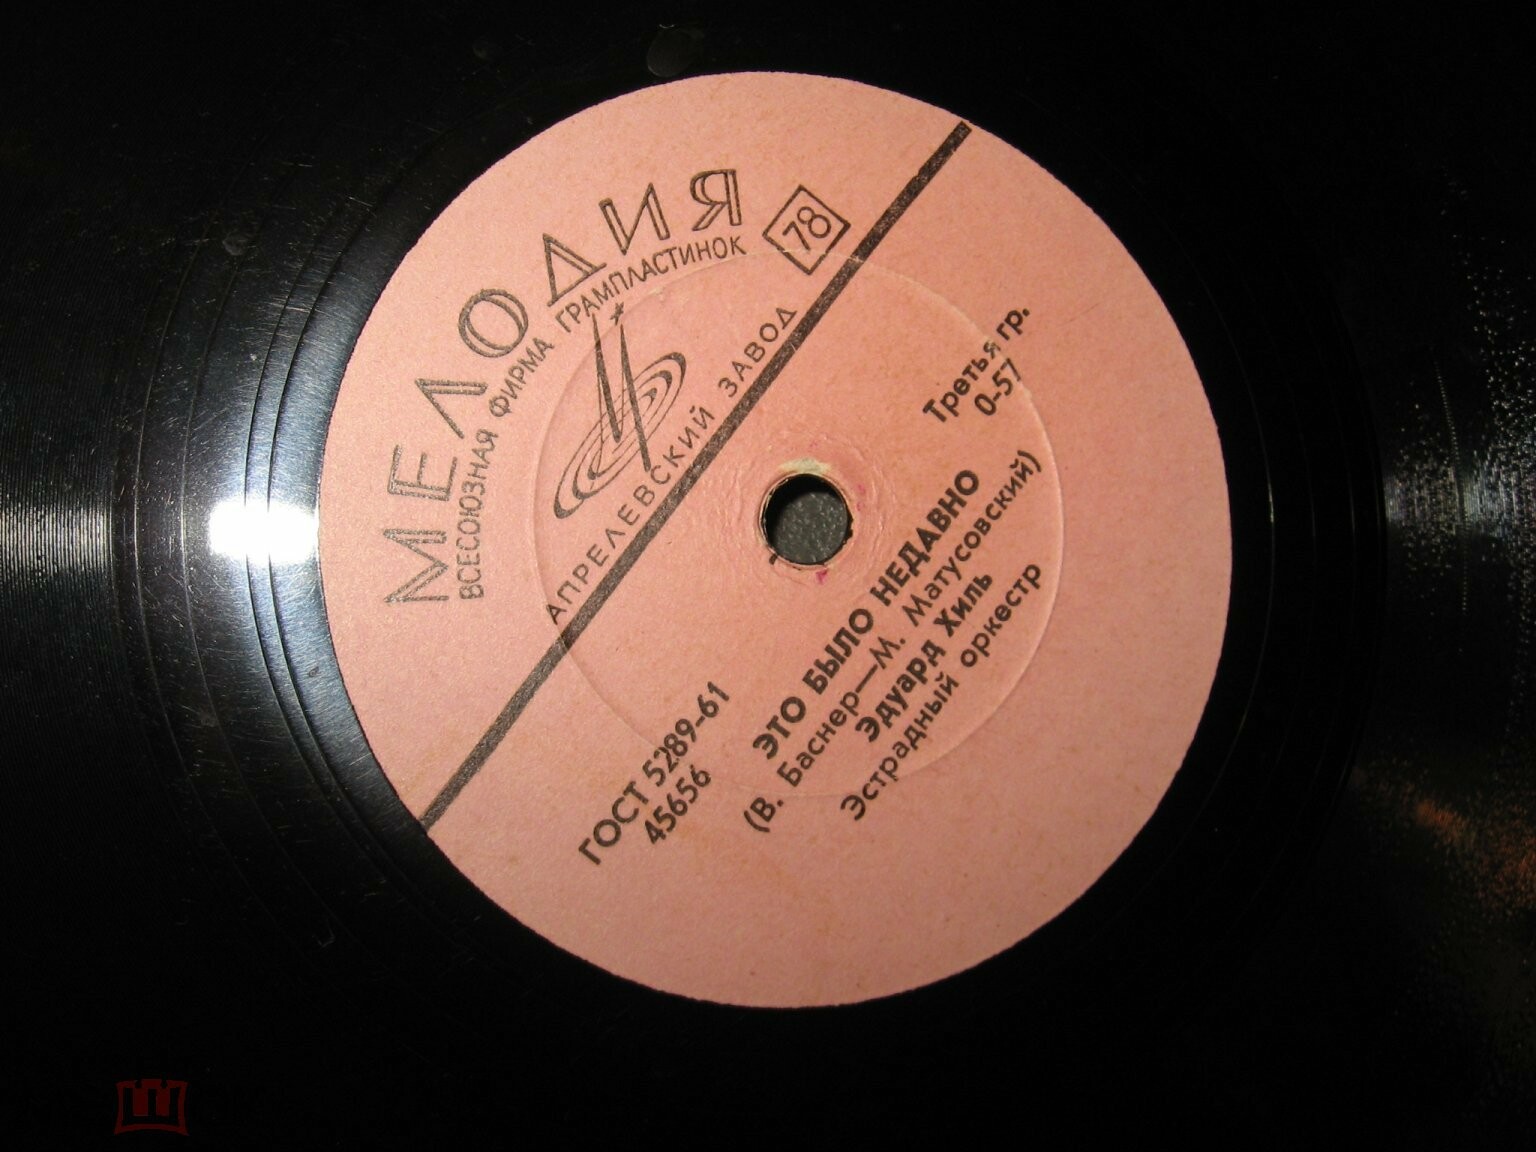 МЕЛОДИЯ
ВСЕСОЮЗНАЯ ФИРМА ГРАМПЛАСТИНОК
78
АПРЕЛЕВСКИЙ ЗАВОД
ГОСТ 5289-61
45656
Третья гр.
0-57
ЭТО БЫЛО НЕДАВНО
(В. Баснер—М. Матусовский)
Эдуард Хиль
Эстрадный оркестр